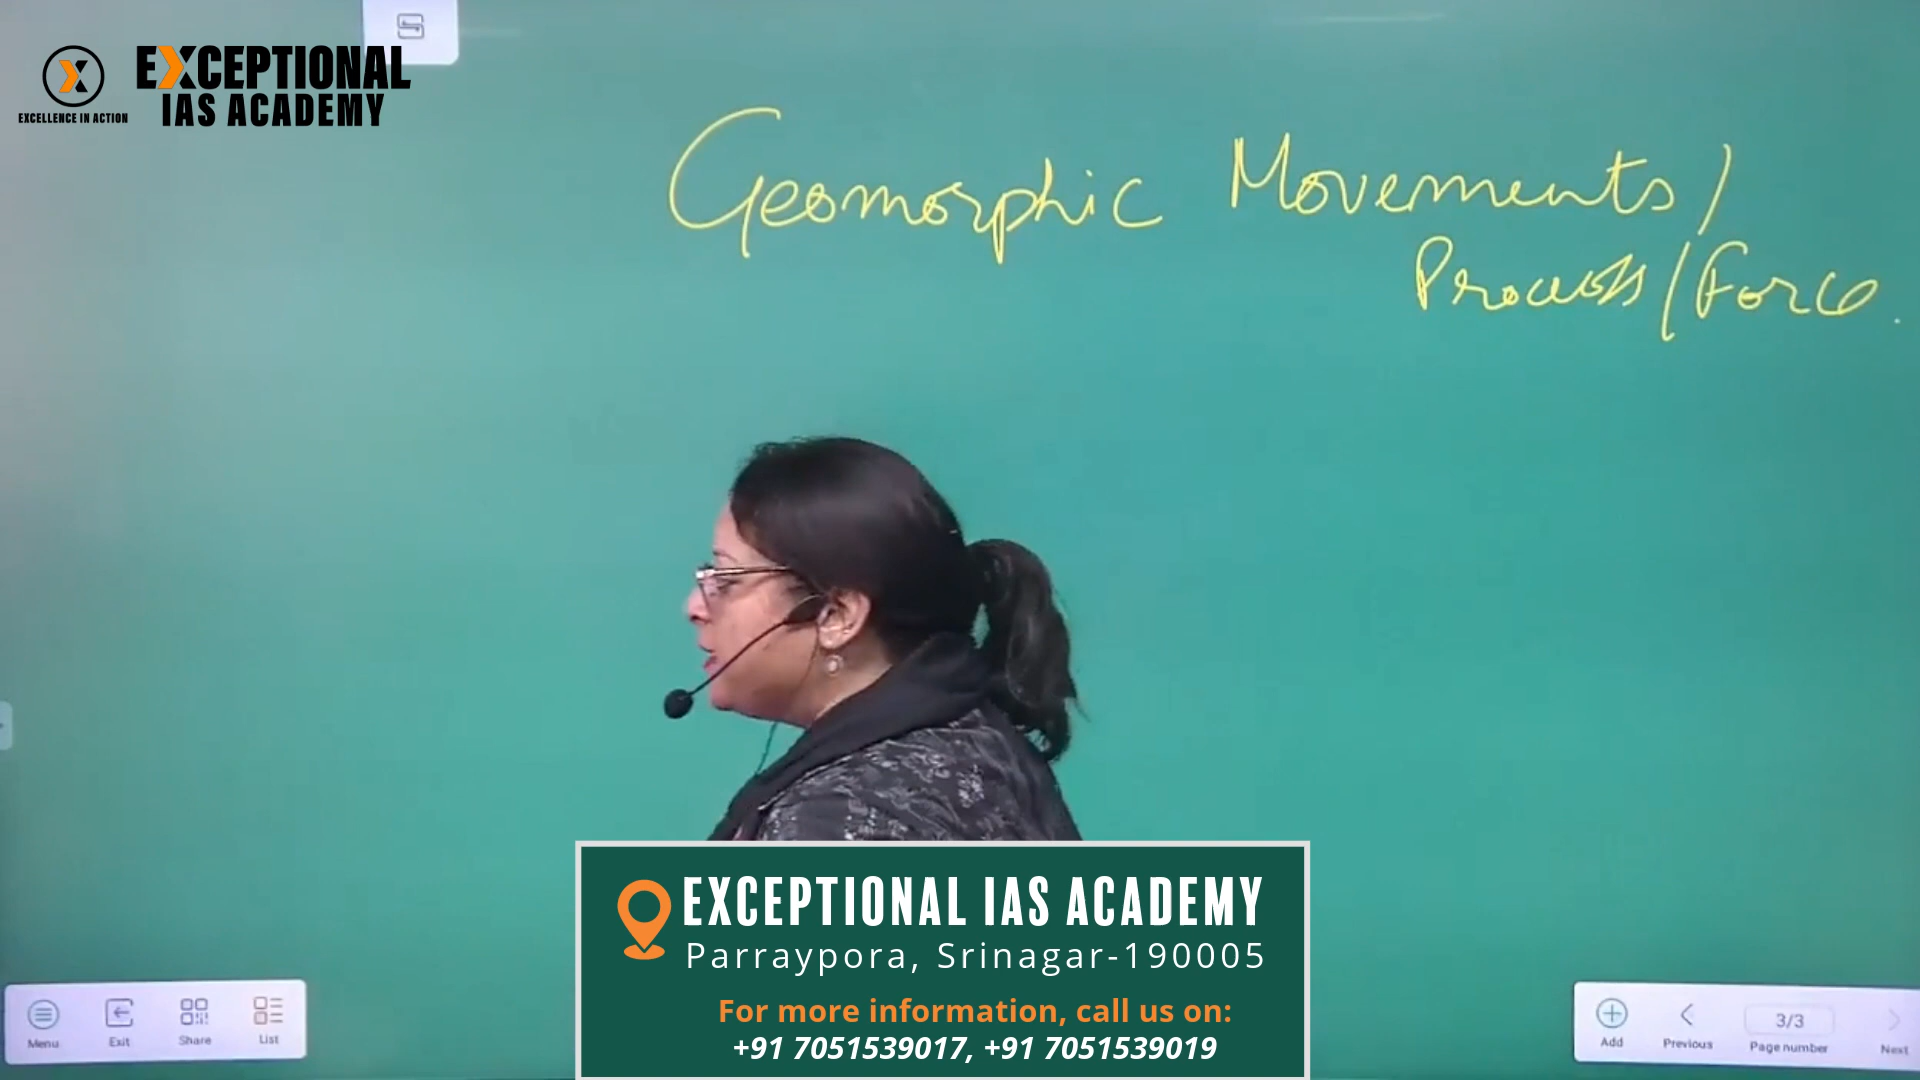 EXCEPTIONAL
IAS ACADEMY
EXCELLENCE IN ACTION
Geomorphic Movements/
Process/Force.
EXCEPTIONAL IAS ACADEMY
Parraypora, Srinagar-190005
For more information, call us on:
+91 7051539017, +91 7051539019
Menu Exit Share List
Add Previous 3/3 Page number Next